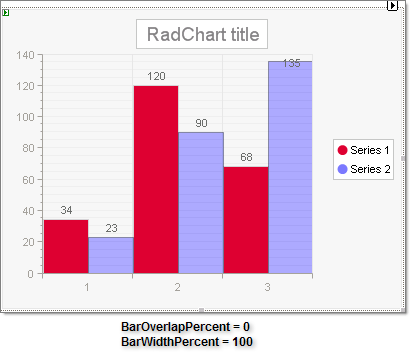 RadChart title
140
120
100
80
60
40
20
0
34
23
120
90
68
135
1 2 3
Series 1
Series 2
BarOverlapPercent = 0
BarWidthPercent = 100